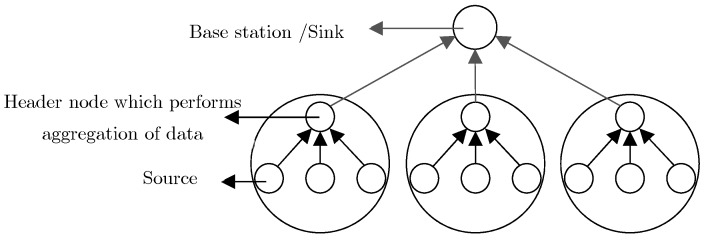 Base station /Sink
Header node which performs
aggregation of data
Source